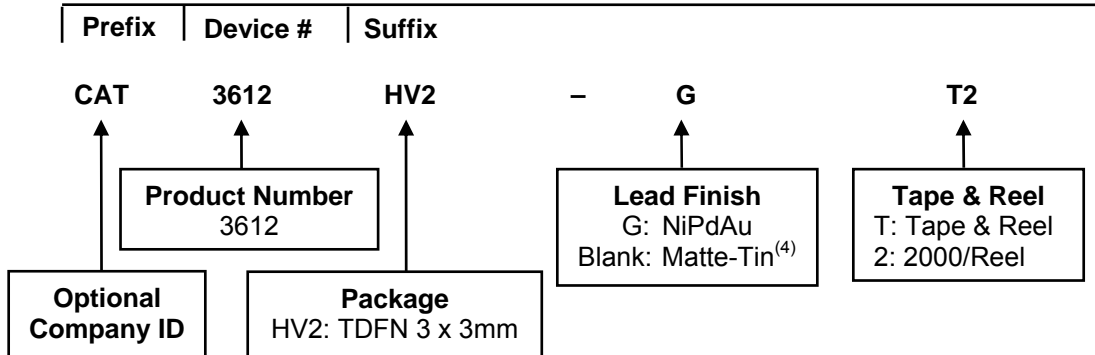 Prefix Device # Suffix
CAT 3612 HV2 – G T2
Product Number
3612
Lead Finish
G: NiPdAu
Blank: Matte-Tin(4)
Tape & Reel
T: Tape & Reel
2: 2000/Reel
Optional
Company ID
Package
HV2: TDFN 3 x 3mm